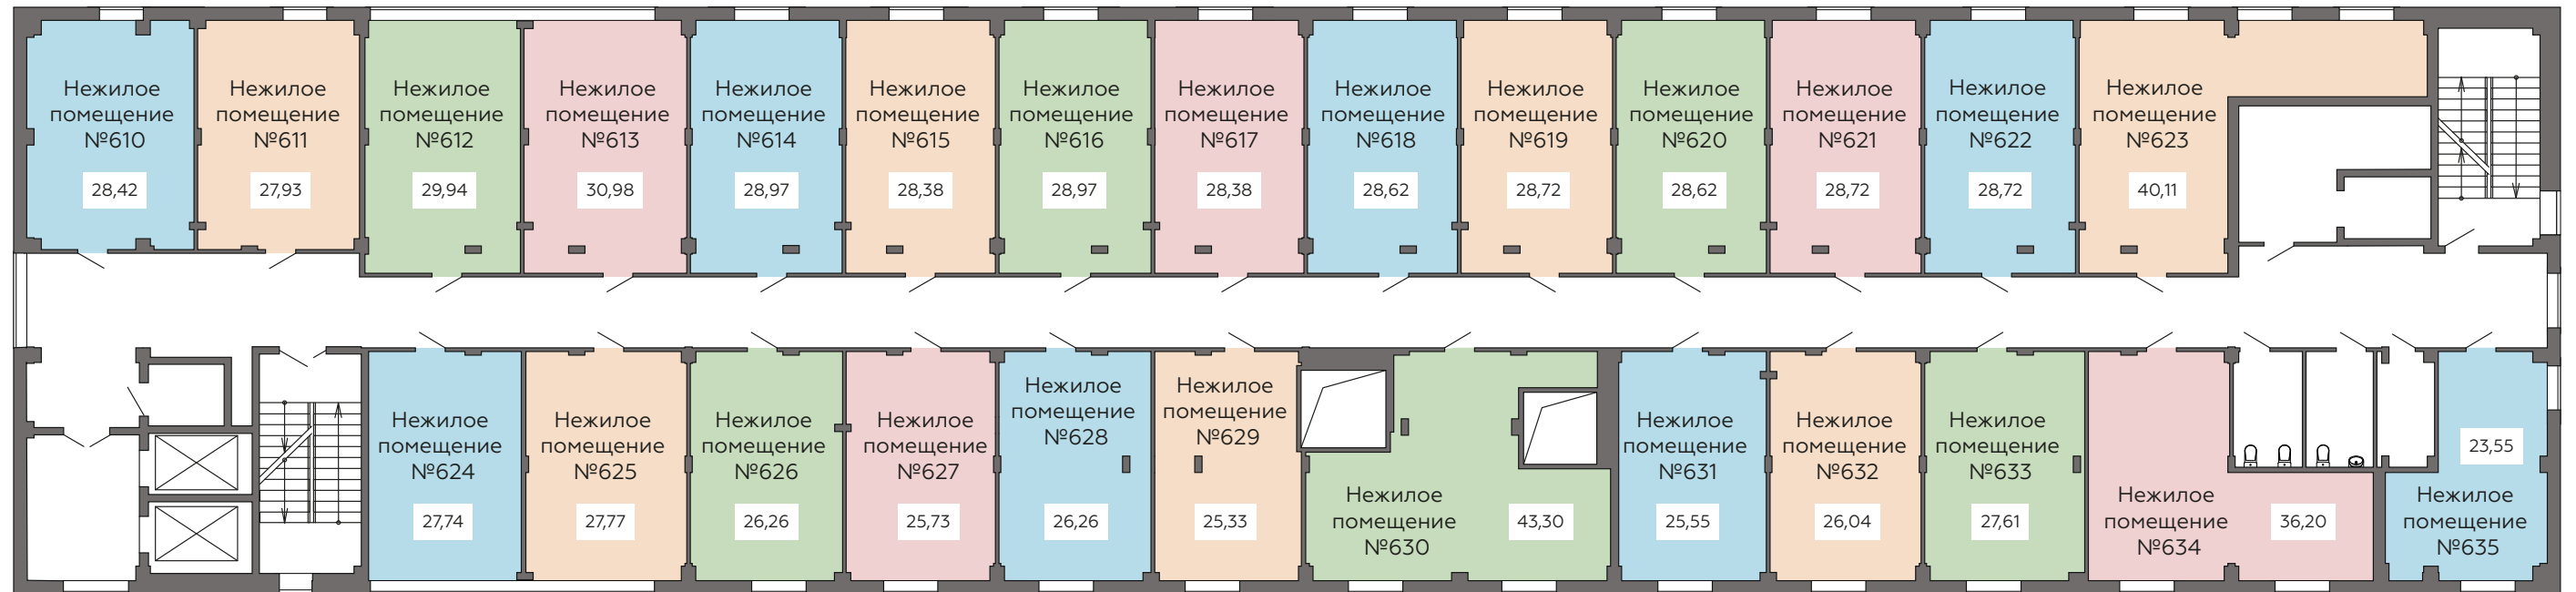 Нежилое
помещение
№610
28,42
Нежилое
помещение
№611
27,93
Нежилое
помещение
№612
29,94
Нежилое
помещение
№613
30,98
Нежилое
помещение
№614
28,97
Нежилое
помещение
№615
28,38
Нежилое
помещение
№616
28,97
Нежилое
помещение
№617
28,38
Нежилое
помещение
№618
28,62
Нежилое
помещение
№619
28,72
Нежилое
помещение
№620
28,62
Нежилое
помещение
№621
28,72
Нежилое
помещение
№622
28,72
Нежилое
помещение
№623
40,11
Нежилое
помещение
№624
27,74
Нежилое
помещение
№625
27,77
Нежилое
помещение
№626
26,26
Нежилое
помещение
№627
25,73
Нежилое
помещение
№628
26,26
Нежилое
помещение
№629
25,33
Нежилое
помещение
№630
43,30
Нежилое
помещение
№631
25,55
Нежилое
помещение
№632
26,04
Нежилое
помещение
№633
27,61
Нежилое
помещение
№634
36,20
23,55
Нежилое
помещение
№635